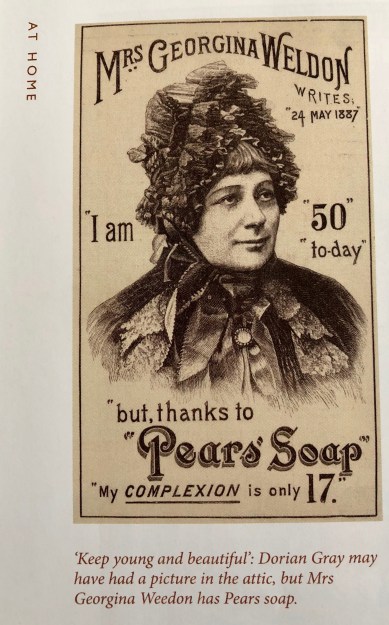 AT HOME
MRS GEORGINA WELDON
WRITES,
"24 MAY 1887"
"I am
"50"
"to-day"
"but, thanks to
"Pears' Soap"
"My COMPLEXION is only 17."
'Keep young and beautiful': Dorian Gray may
have had a picture in the attic, but Mrs
Georgina Weedon has Pears soap.